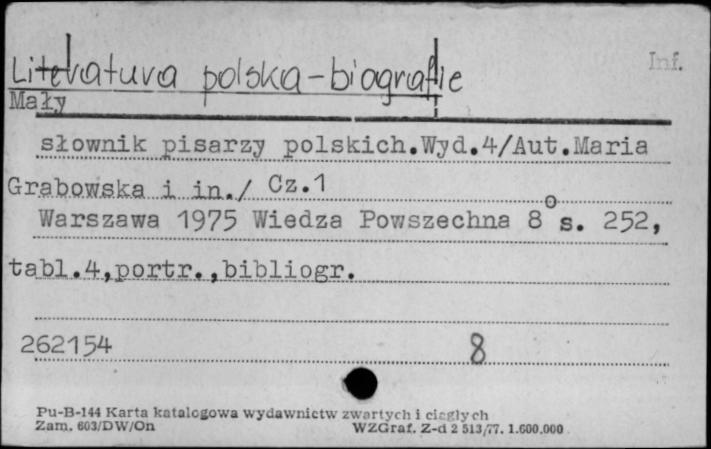 Literatura polska-biografie
Inf.
Mały
słownik pisarzy polskich.Wyd.4/Aut.Maria
Grabowska i in./ Cz.1
Warszawa 1975 Wiedza Powszechna 8° s. 252,
tabl.4,portr.,bibliogr.
262154 8
Pu-B-144 Karta katalogowa wydawnictw zwartych i ciągłych
Zam. 603/DW/On WZGraf. Z-d 2 513/77. 1.600.000